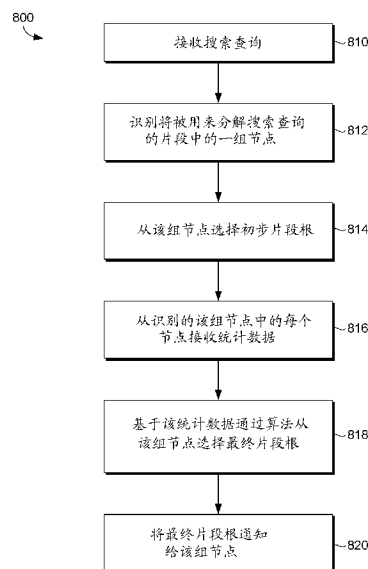 800
接收搜索查询
810
识别将被用来分解搜索查询
的片段中的一组节点
812
从该组节点选择初步片段根
814
从识别的该组节点中的每个
节点接收统计数据
816
基于该统计数据通过算法从
该组节点选择最终片段根
818
将最终片段根通知
给该组节点
820